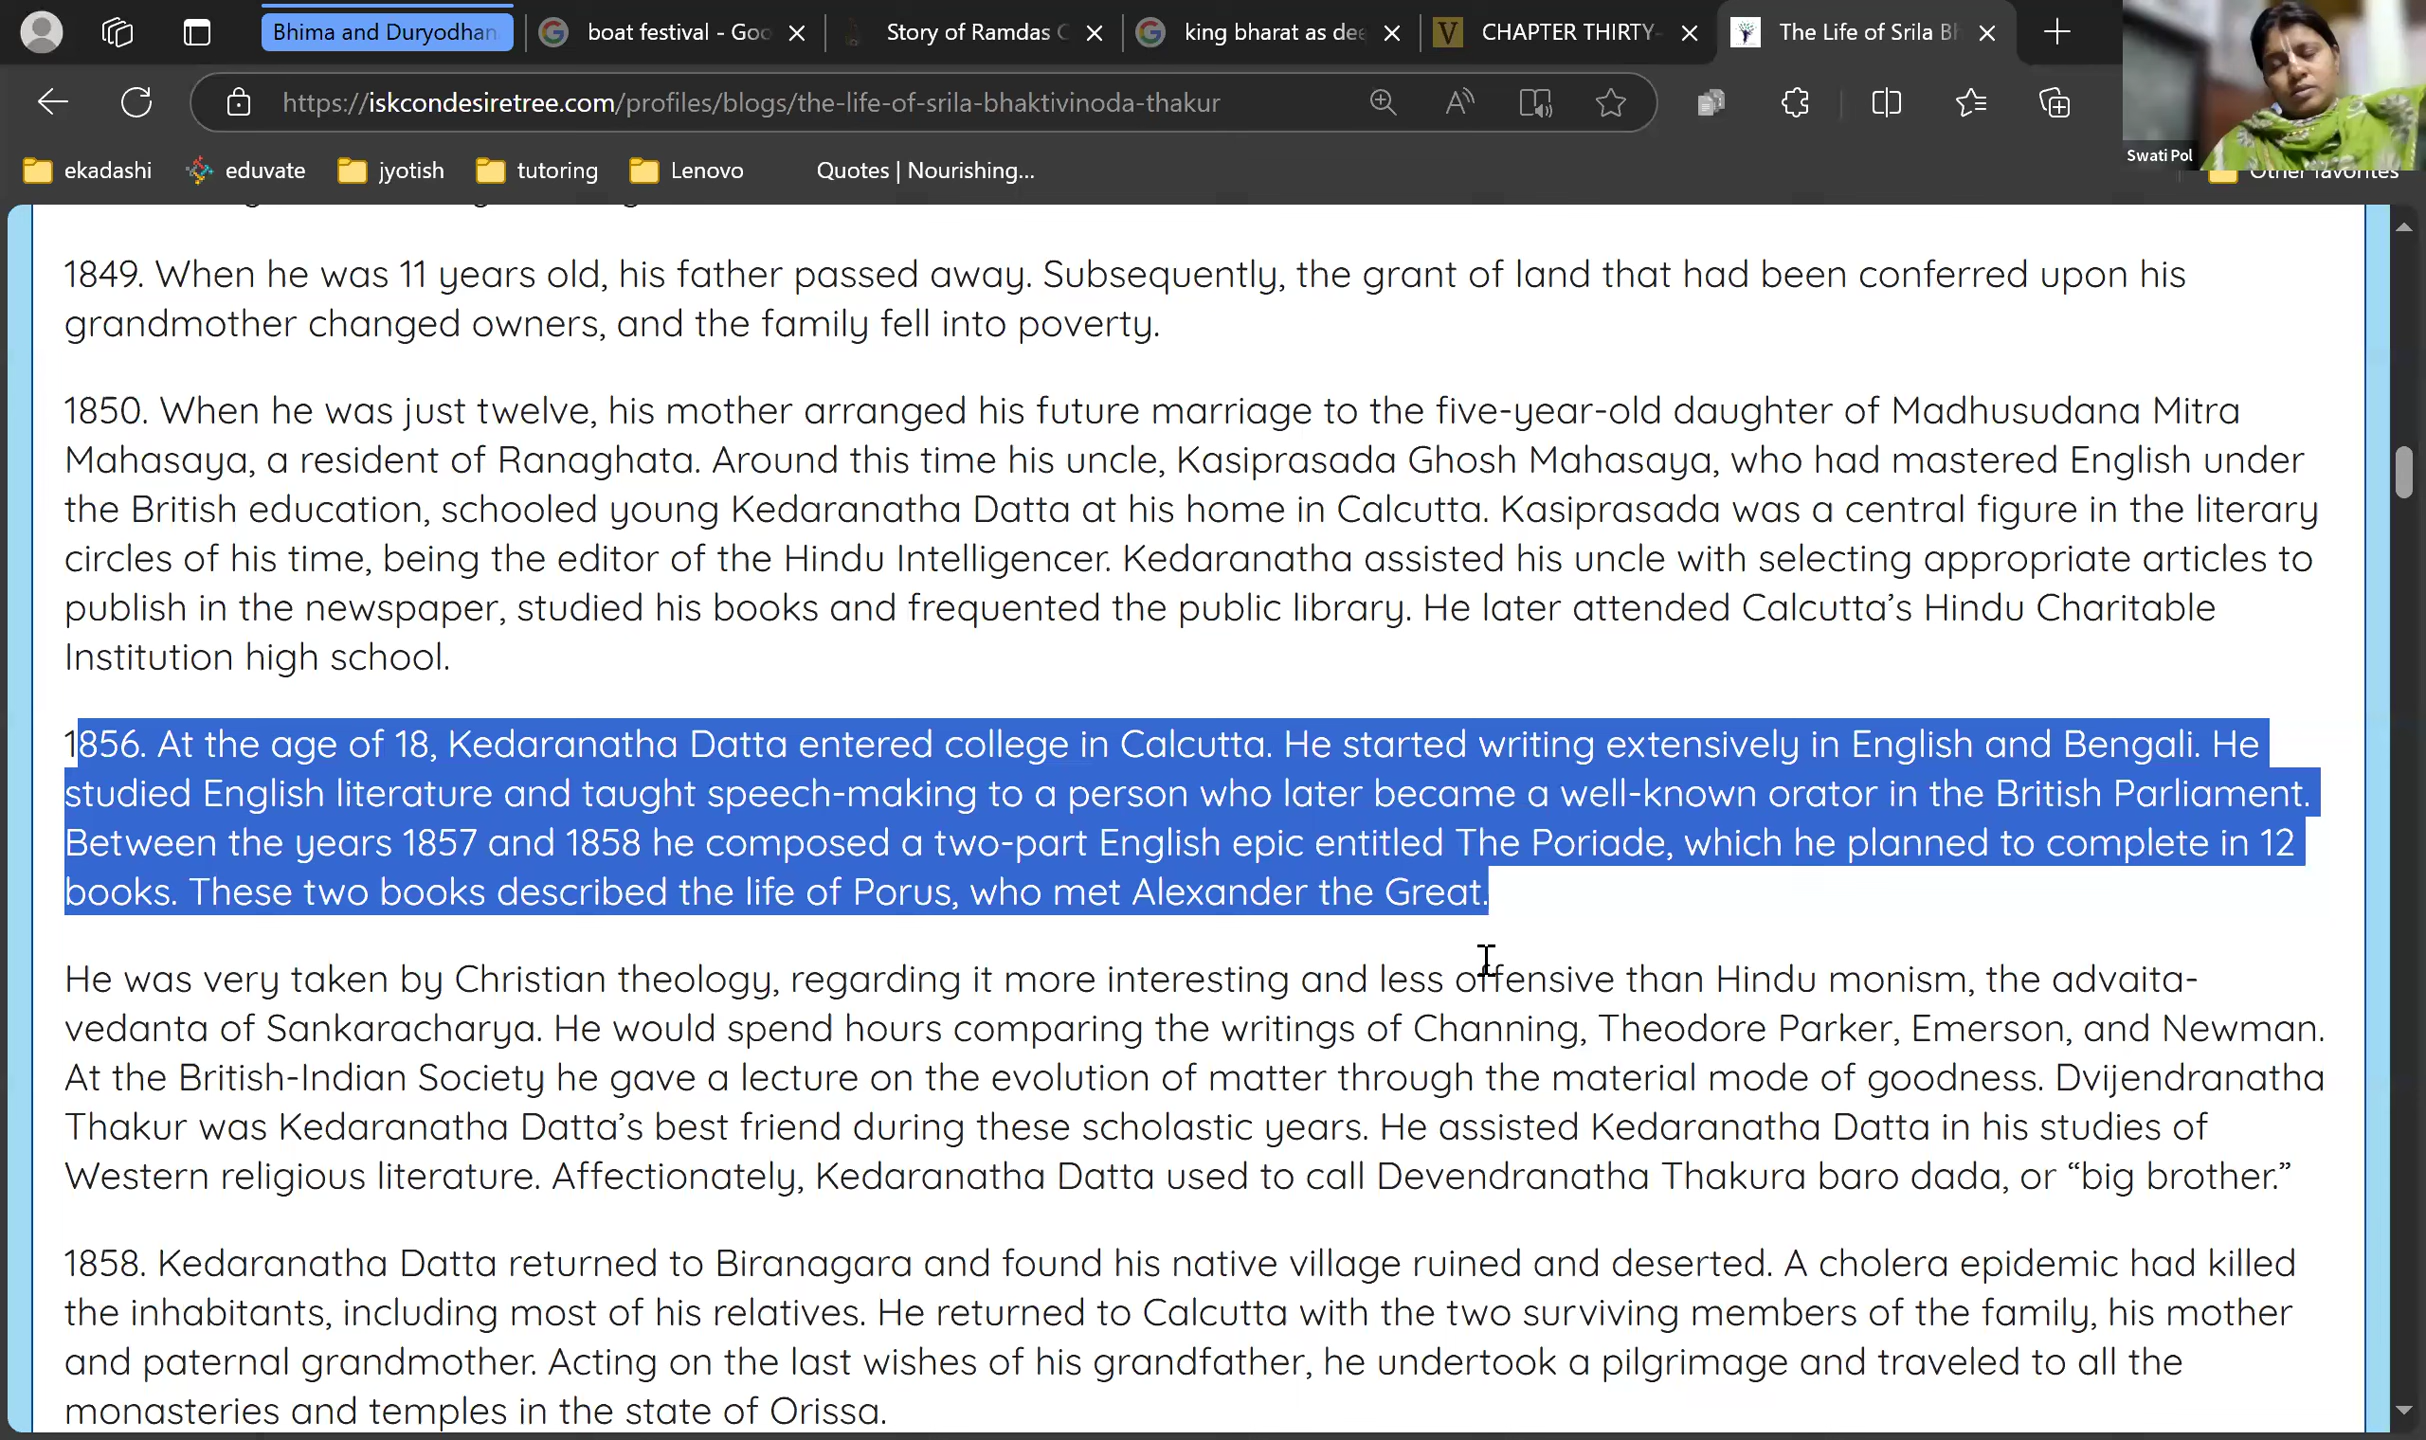 Bhima and Duryodhan
boat festival - Goo
Story of Ramdas C
king bharat as dee
CHAPTER THIRTY-
The Life of Srila Bh
https://iskcondesiretree.com/profiles/blogs/the-life-of-srila-bhaktivinoda-thakur
Swati Pol
ekadashi
eduvate
jyotish
tutoring
Lenovo
Quotes | Nourishing...
Other favorites
1849. When he was 11 years old, his father passed away. Subsequently, the grant of land that had been conferred upon his
grandmother changed owners, and the family fell into poverty.
1850. When he was just twelve, his mother arranged his future marriage to the five-year-old daughter of Madhusudana Mitra
Mahasaya, a resident of Ranaghata. Around this time his uncle, Kasiprasada Ghosh Mahasaya, who had mastered English under
the British education, schooled young Kedaranatha Datta at his home in Calcutta. Kasiprasada was a central figure in the literary
circles of his time, being the editor of the Hindu Intelligencer. Kedaranatha assisted his uncle with selecting appropriate articles to
publish in the newspaper, studied his books and frequented the public library. He later attended Calcutta’s Hindu Charitable
Institution high school.
1856. At the age of 18, Kedaranatha Datta entered college in Calcutta. He started writing extensively in English and Bengali. He
studied English literature and taught speech-making to a person who later became a well-known orator in the British Parliament.
Between the years 1857 and 1858 he composed a two-part English epic entitled The Poriade, which he planned to complete in 12
books. These two books described the life of Porus, who met Alexander the Great.
He was very taken by Christian theology, regarding it more interesting and less offensive than Hindu monism, the advaita-
vedanta of Sankaracharya. He would spend hours comparing the writings of Channing, Theodore Parker, Emerson, and Newman.
At the British-Indian Society he gave a lecture on the evolution of matter through the material mode of goodness. Dvijendranatha
Thakur was Kedaranatha Datta’s best friend during these scholastic years. He assisted Kedaranatha Datta in his studies of
Western religious literature. Affectionately, Kedaranatha Datta used to call Devendranatha Thakura baro dada, or “big brother.”
1858. Kedaranatha Datta returned to Biranagara and found his native village ruined and deserted. A cholera epidemic had killed
the inhabitants, including most of his relatives. He returned to Calcutta with the two surviving members of the family, his mother
and paternal grandmother. Acting on the last wishes of his grandfather, he undertook a pilgrimage and traveled to all the
monasteries and temples in the state of Orissa.